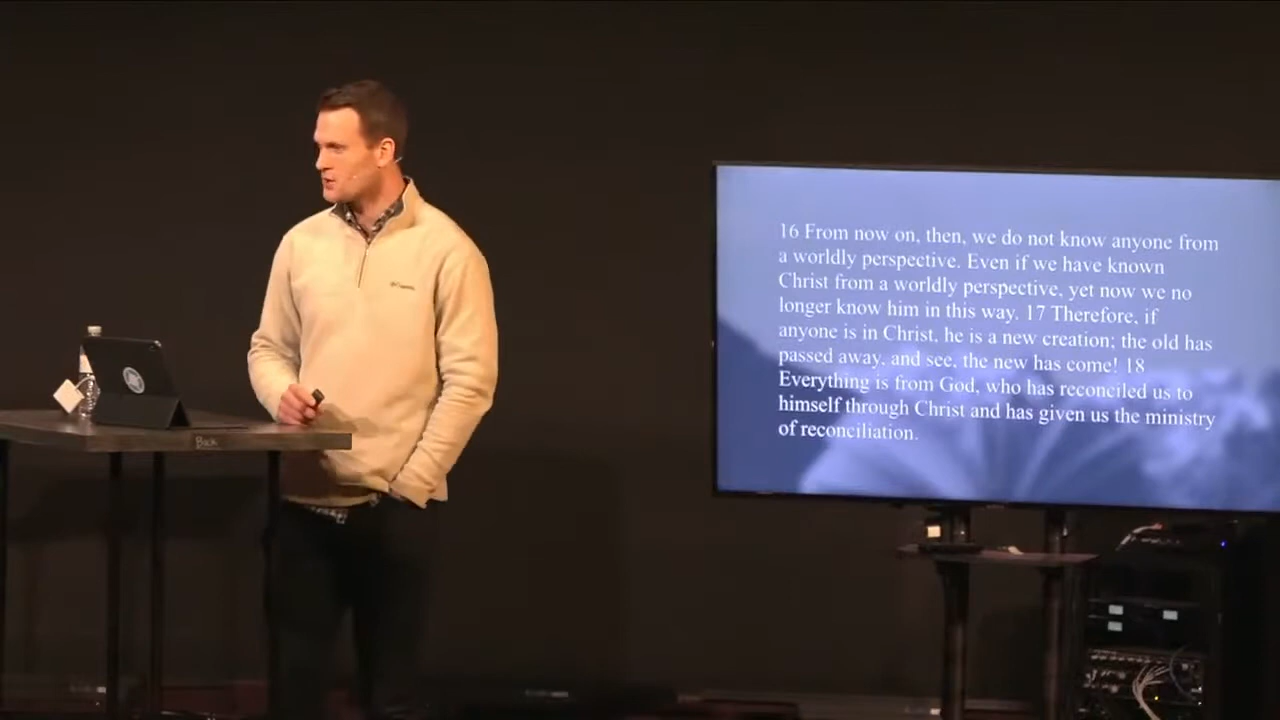 16 From now on, then, we do not know anyone from
a worldly perspective. Even if we have known
Christ from a worldly perspective, yet now we no
longer know him in this way. 17 Therefore, if
anyone is in Christ, he is a new creation; the old has
passed away, and see, the new has come! 18
Everything is from God, who has reconciled us to
himself through Christ and has given us the ministry
of reconciliation.
Columbia
Back